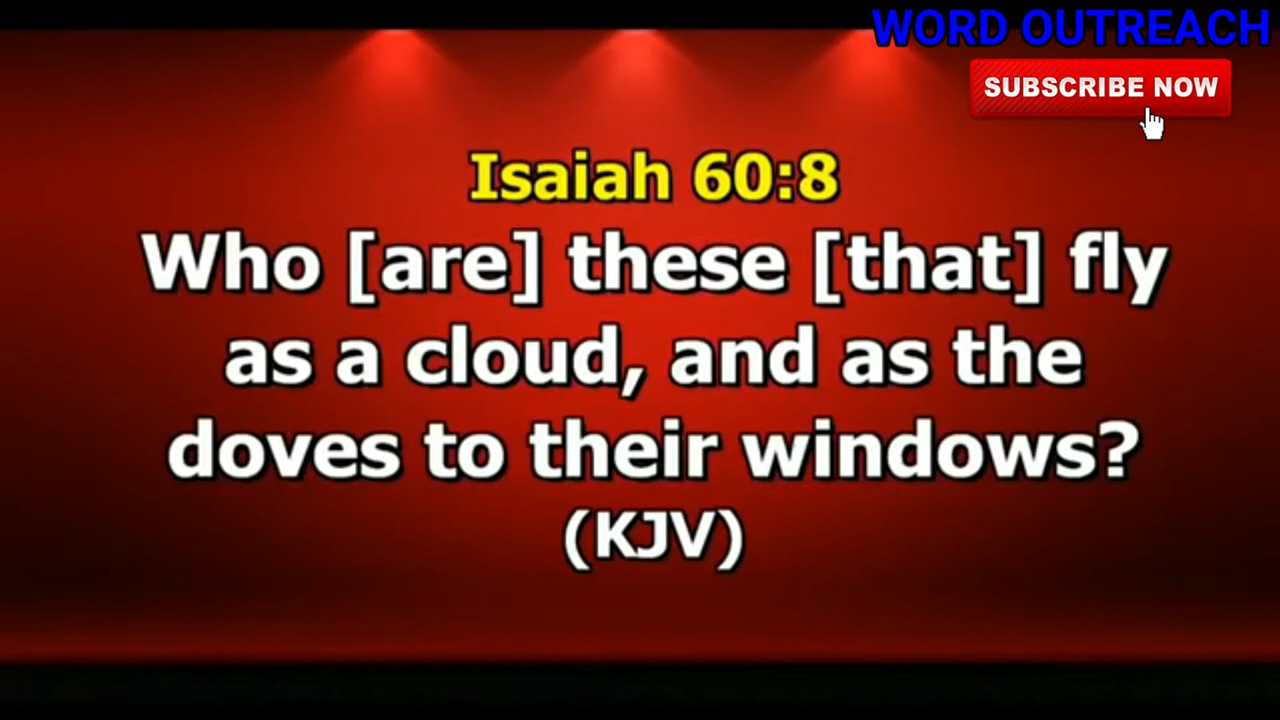 WORD OUTREACH
SUBSCRIBE NOW
Isaiah 60:8
Who [are] these [that] fly
as a cloud, and as the
doves to their windows?
(KJV)